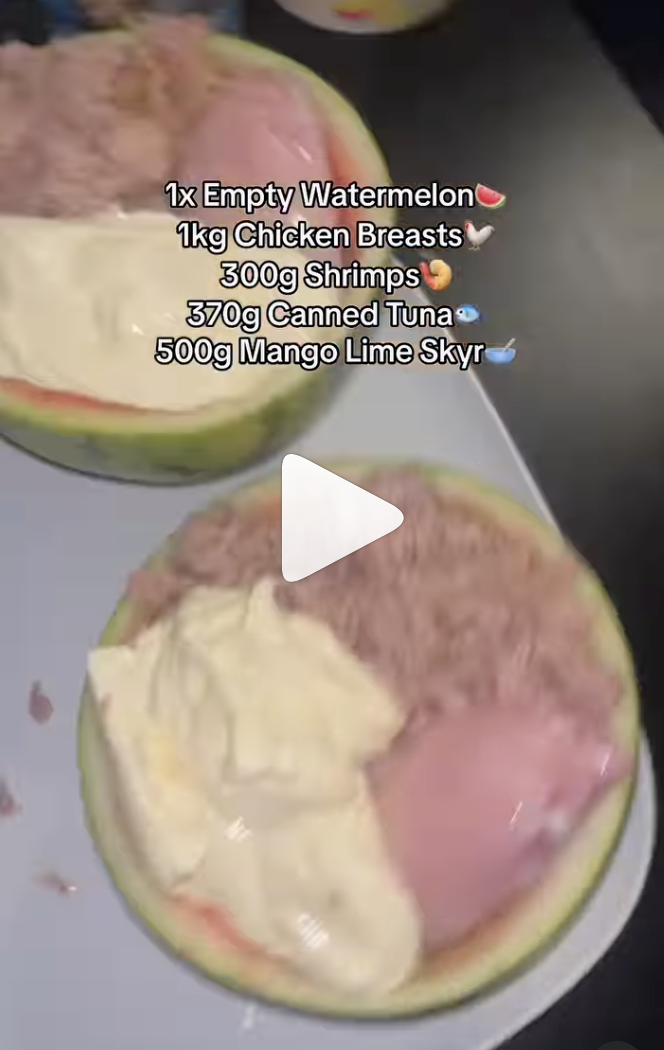 1x Empty Watermelon🍉
1kg Chicken Breasts🐓
300g Shrimps🍤
370g Canned Tuna🐟
500g Mango Lime Skyr🥣